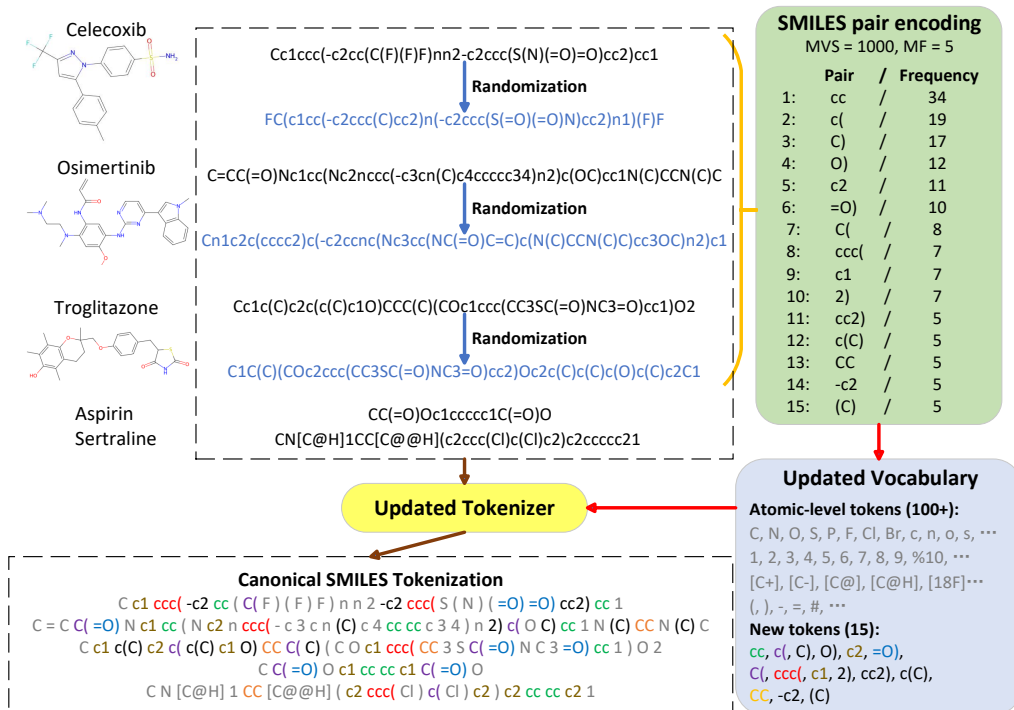 Celecoxib
Cc1ccc(-c2cc(C(F)(F)F)nn2-c2ccc(S(N)(=O)=O)cc2)cc1
Randomization
FC(c1cc(-c2ccc(C)cc2)n(-c2ccc(S(=O)(=O)N)cc2)n1)(F)F
Osimertinib
C=CC(=O)Nc1cc(Nc2nccc(-c3cn(C)c4ccccc34)n2)c(OC)cc1N(C)CCN(C)C
Randomization
Cn1c2c(cccc2)c(-c2ccnc(Nc3cc(NC(=O)C=C)c(N(C)CCN(C)C)cc3OC)n2)c1
Troglitazone
Cc1c(C)c2c(c(C)c1O)CCC(C)(COc1ccc(CC3SC(=O)NC3=O)cc1)O2
Randomization
C1C(C)(COc2ccc(CC3SC(=O)NC3=O)cc2)Oc2c(C)c(C)c(O)c(C)c2C1
Aspirin
CC(=O)Oc1ccccc1C(=O)O
Sertraline
CN[C@H]1CC[C@@H](c2ccc(Cl)c(Cl)c2)c2ccccc21
SMILES pair encoding
MVS = 1000, MF = 5
Pair / Frequency
1: cc / 34
2: c( / 19
3: C) / 17
4: O) / 12
5: c2 / 11
6: =O) / 10
7: C( / 8
8: ccc( / 7
9: c1 / 7
10: 2) / 7
11: cc2) / 5
12: c(C) / 5
13: CC / 5
14: -c2 / 5
15: (C) / 5
Updated Tokenizer
Updated Vocabulary
Atomic-level tokens (100+):
C, N, O, S, P, F, Cl, Br, c, n, o, s, ···
1, 2, 3, 4, 5, 6, 7, 8, 9, %10, ···
[C+], [C-], [C@], [C@H], [18F]···
(, ), -, =, #, ···
New tokens (15):
cc, c(, C), O), c2, =O),
C(, ccc(, c1, 2), cc2), c(C),
CC, -c2, (C)
Canonical SMILES Tokenization
C c1 ccc( -c2 cc ( C( F ) ( F ) F ) n n 2 -c2 ccc( S ( N ) ( =O) =O) cc2) cc 1
C = C C( =O) N c1 cc ( N c2 n ccc( - c 3 c n (C) c 4 cc cc c 3 4 ) n 2) c( O C) cc 1 N (C) CC N (C) C
C c1 c(C) c2 c( c(C) c1 O) CC C( C) ( C O c1 ccc( CC 3 S C( =O) N C 3 =O) cc 1 ) O 2
C C( =O) O c1 cc cc c1 C( =O) O
C N [C@H] 1 CC [C@@H] ( c2 ccc( Cl ) c( Cl ) c2 ) c2 cc cc c2 1